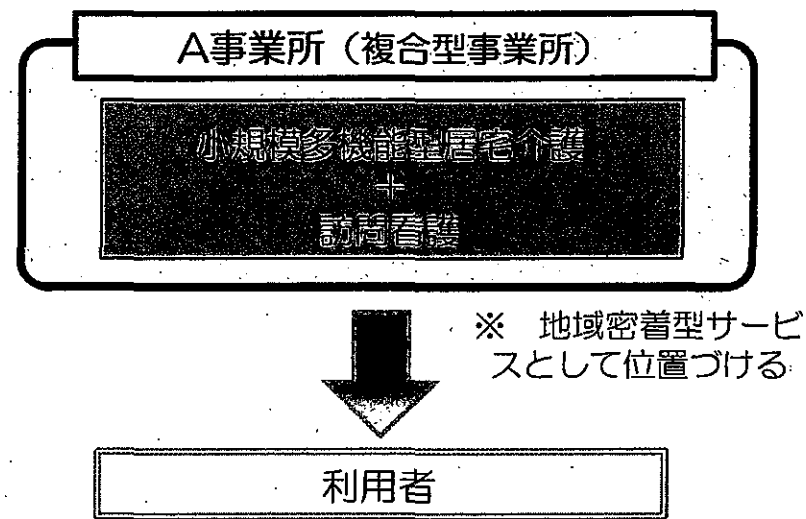 A事業所（複合型事業所）
小規模多機能型居宅介護
＋
訪問看護
※　地域密着型サービ
スとして位置づける
利用者